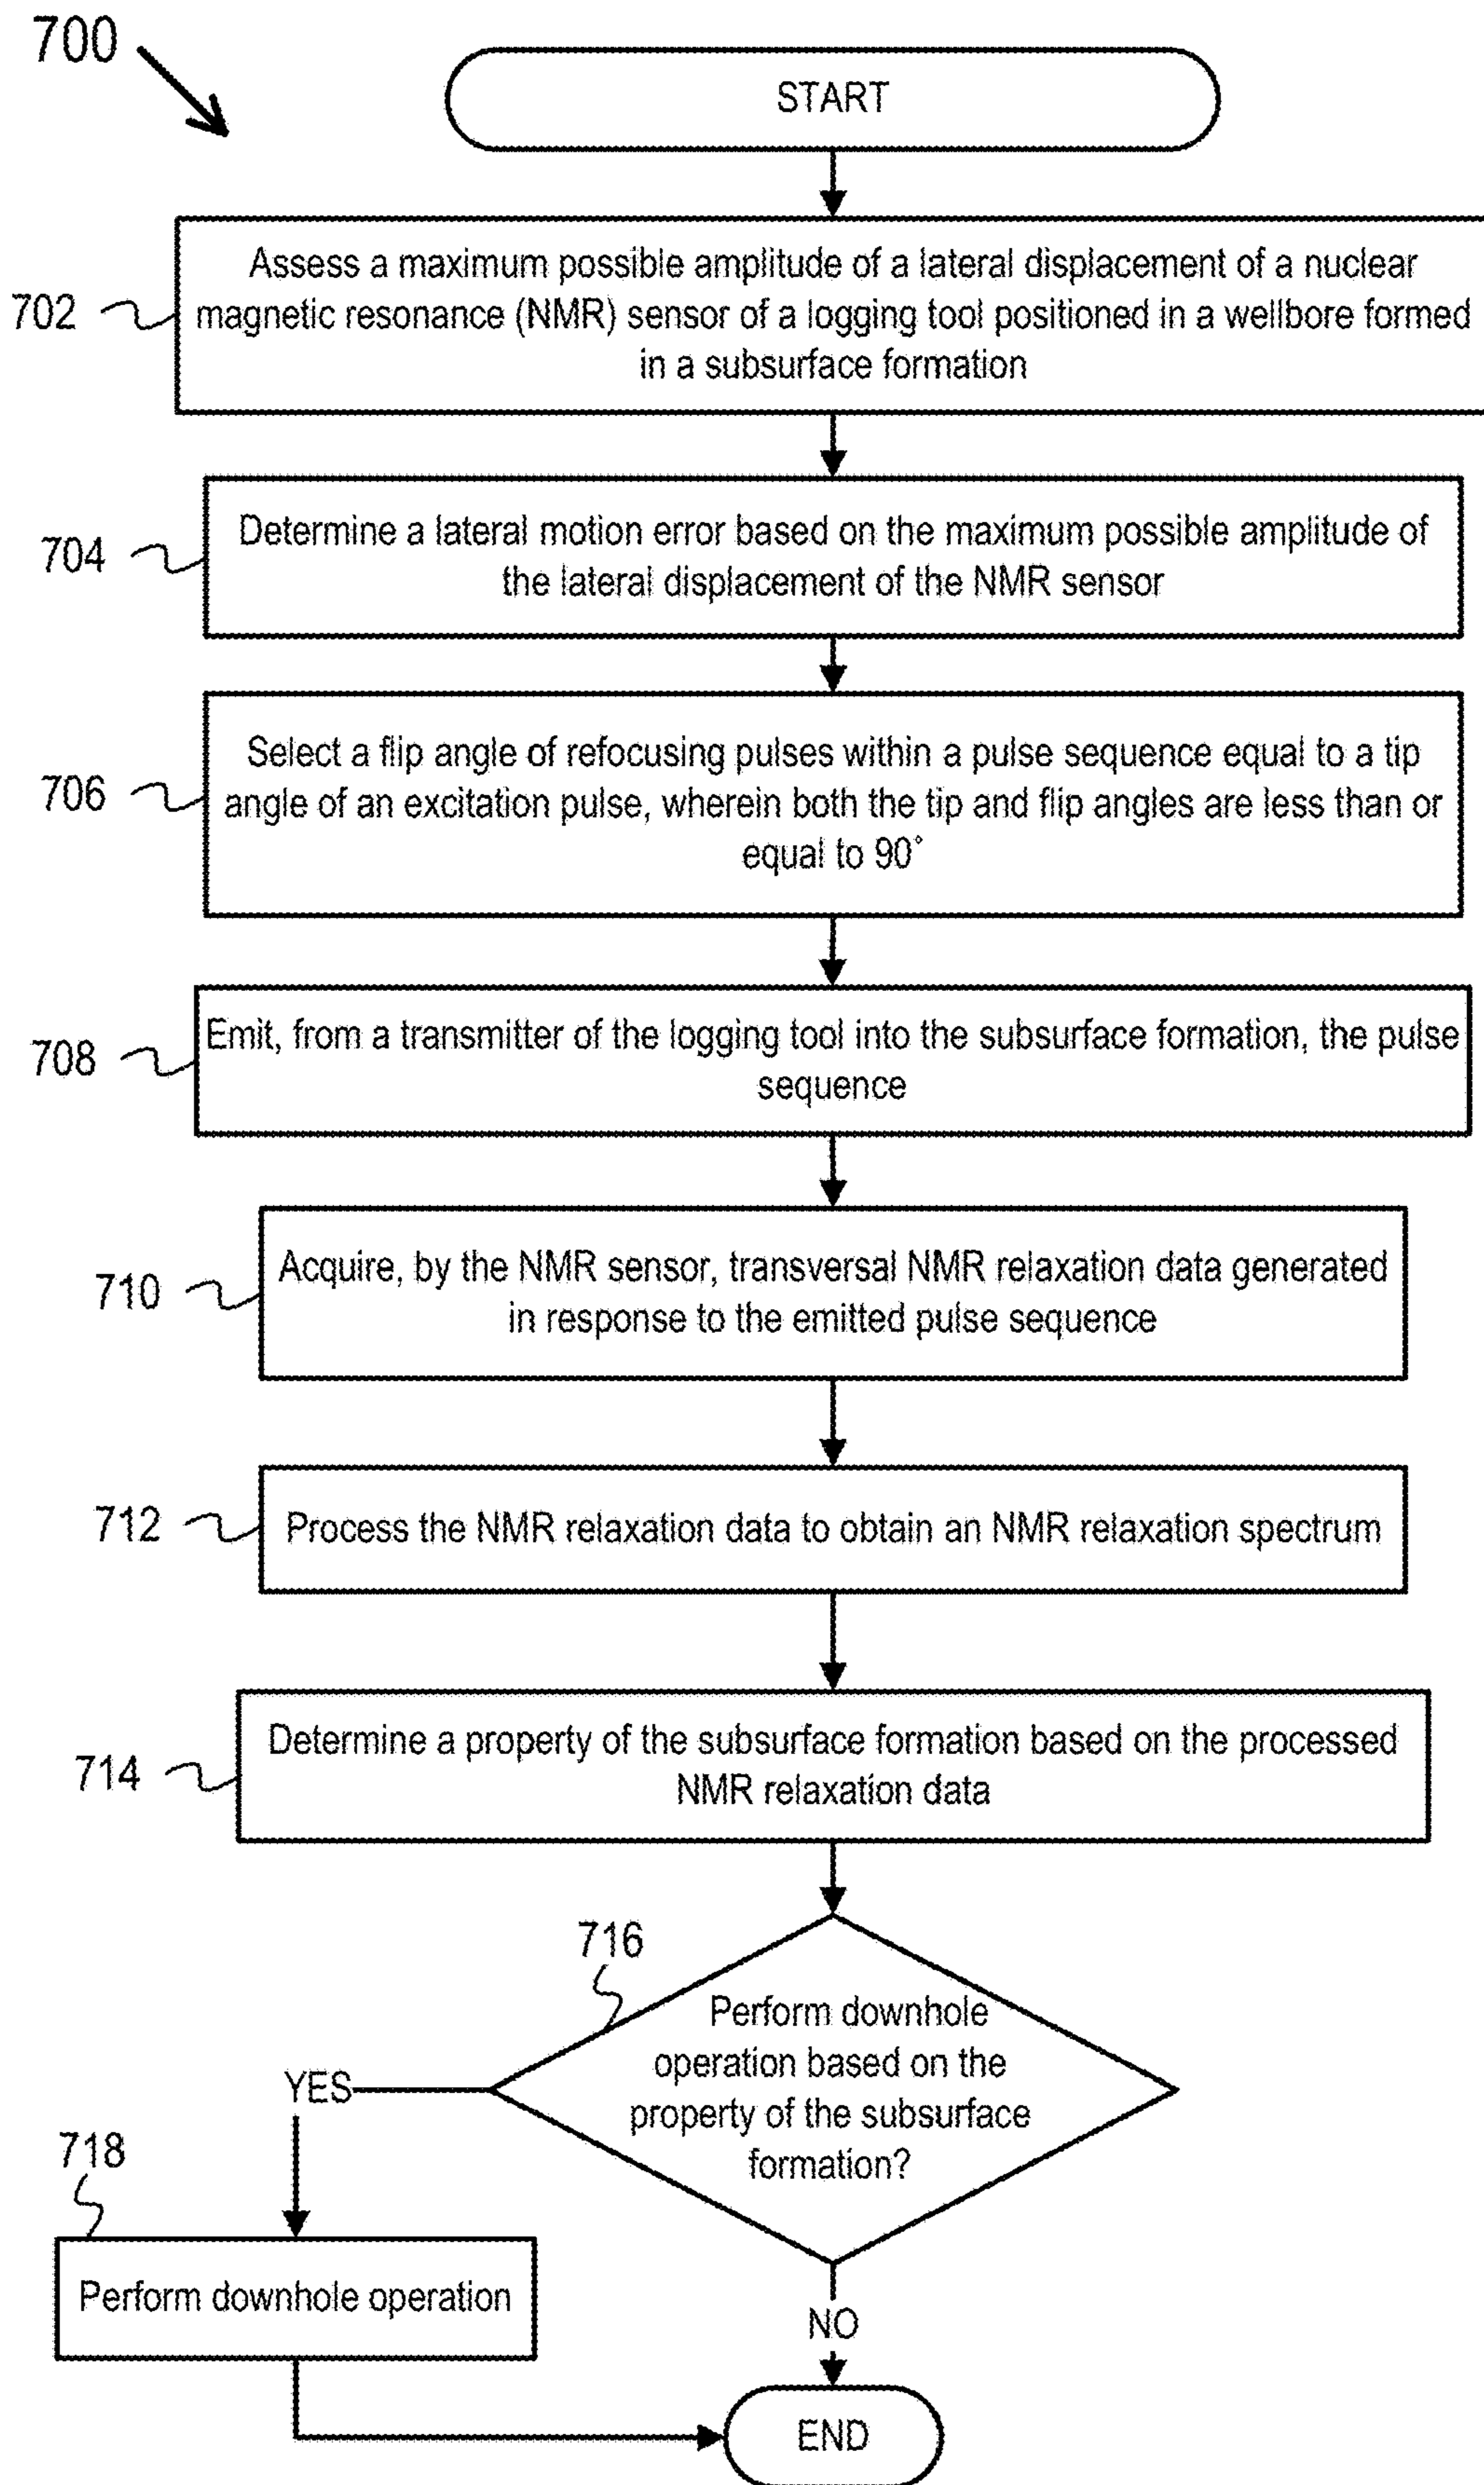 700
START
702
Assess a maximum possible amplitude of a lateral displacement of a nuclear
magnetic resonance (NMR) sensor of a logging tool positioned in a wellbore formed
in a subsurface formation
704
Determine a lateral motion error based on the maximum possible amplitude of
the lateral displacement of the NMR sensor
706
Select a flip angle of refocusing pulses within a pulse sequence equal to a tip
angle of an excitation pulse, wherein both the tip and flip angles are less than or
equal to 90°
708
Emit, from a transmitter of the logging tool into the subsurface formation, the pulse
sequence
710
Acquire, by the NMR sensor, transversal NMR relaxation data generated
in response to the emitted pulse sequence
712
Process the NMR relaxation data to obtain an NMR relaxation spectrum
714
Determine a property of the subsurface formation based on the processed
NMR relaxation data
716
Perform downhole
operation based on the
property of the subsurface
formation?
YES
718
Perform downhole operation
NO
END